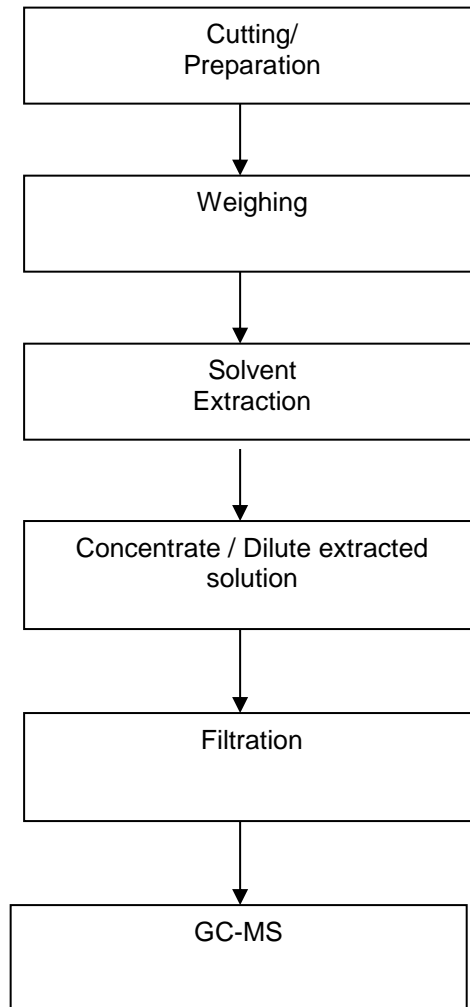 Cutting/
Preparation
Weighing
Solvent
Extraction
Concentrate / Dilute extracted
solution
Filtration
GC-MS